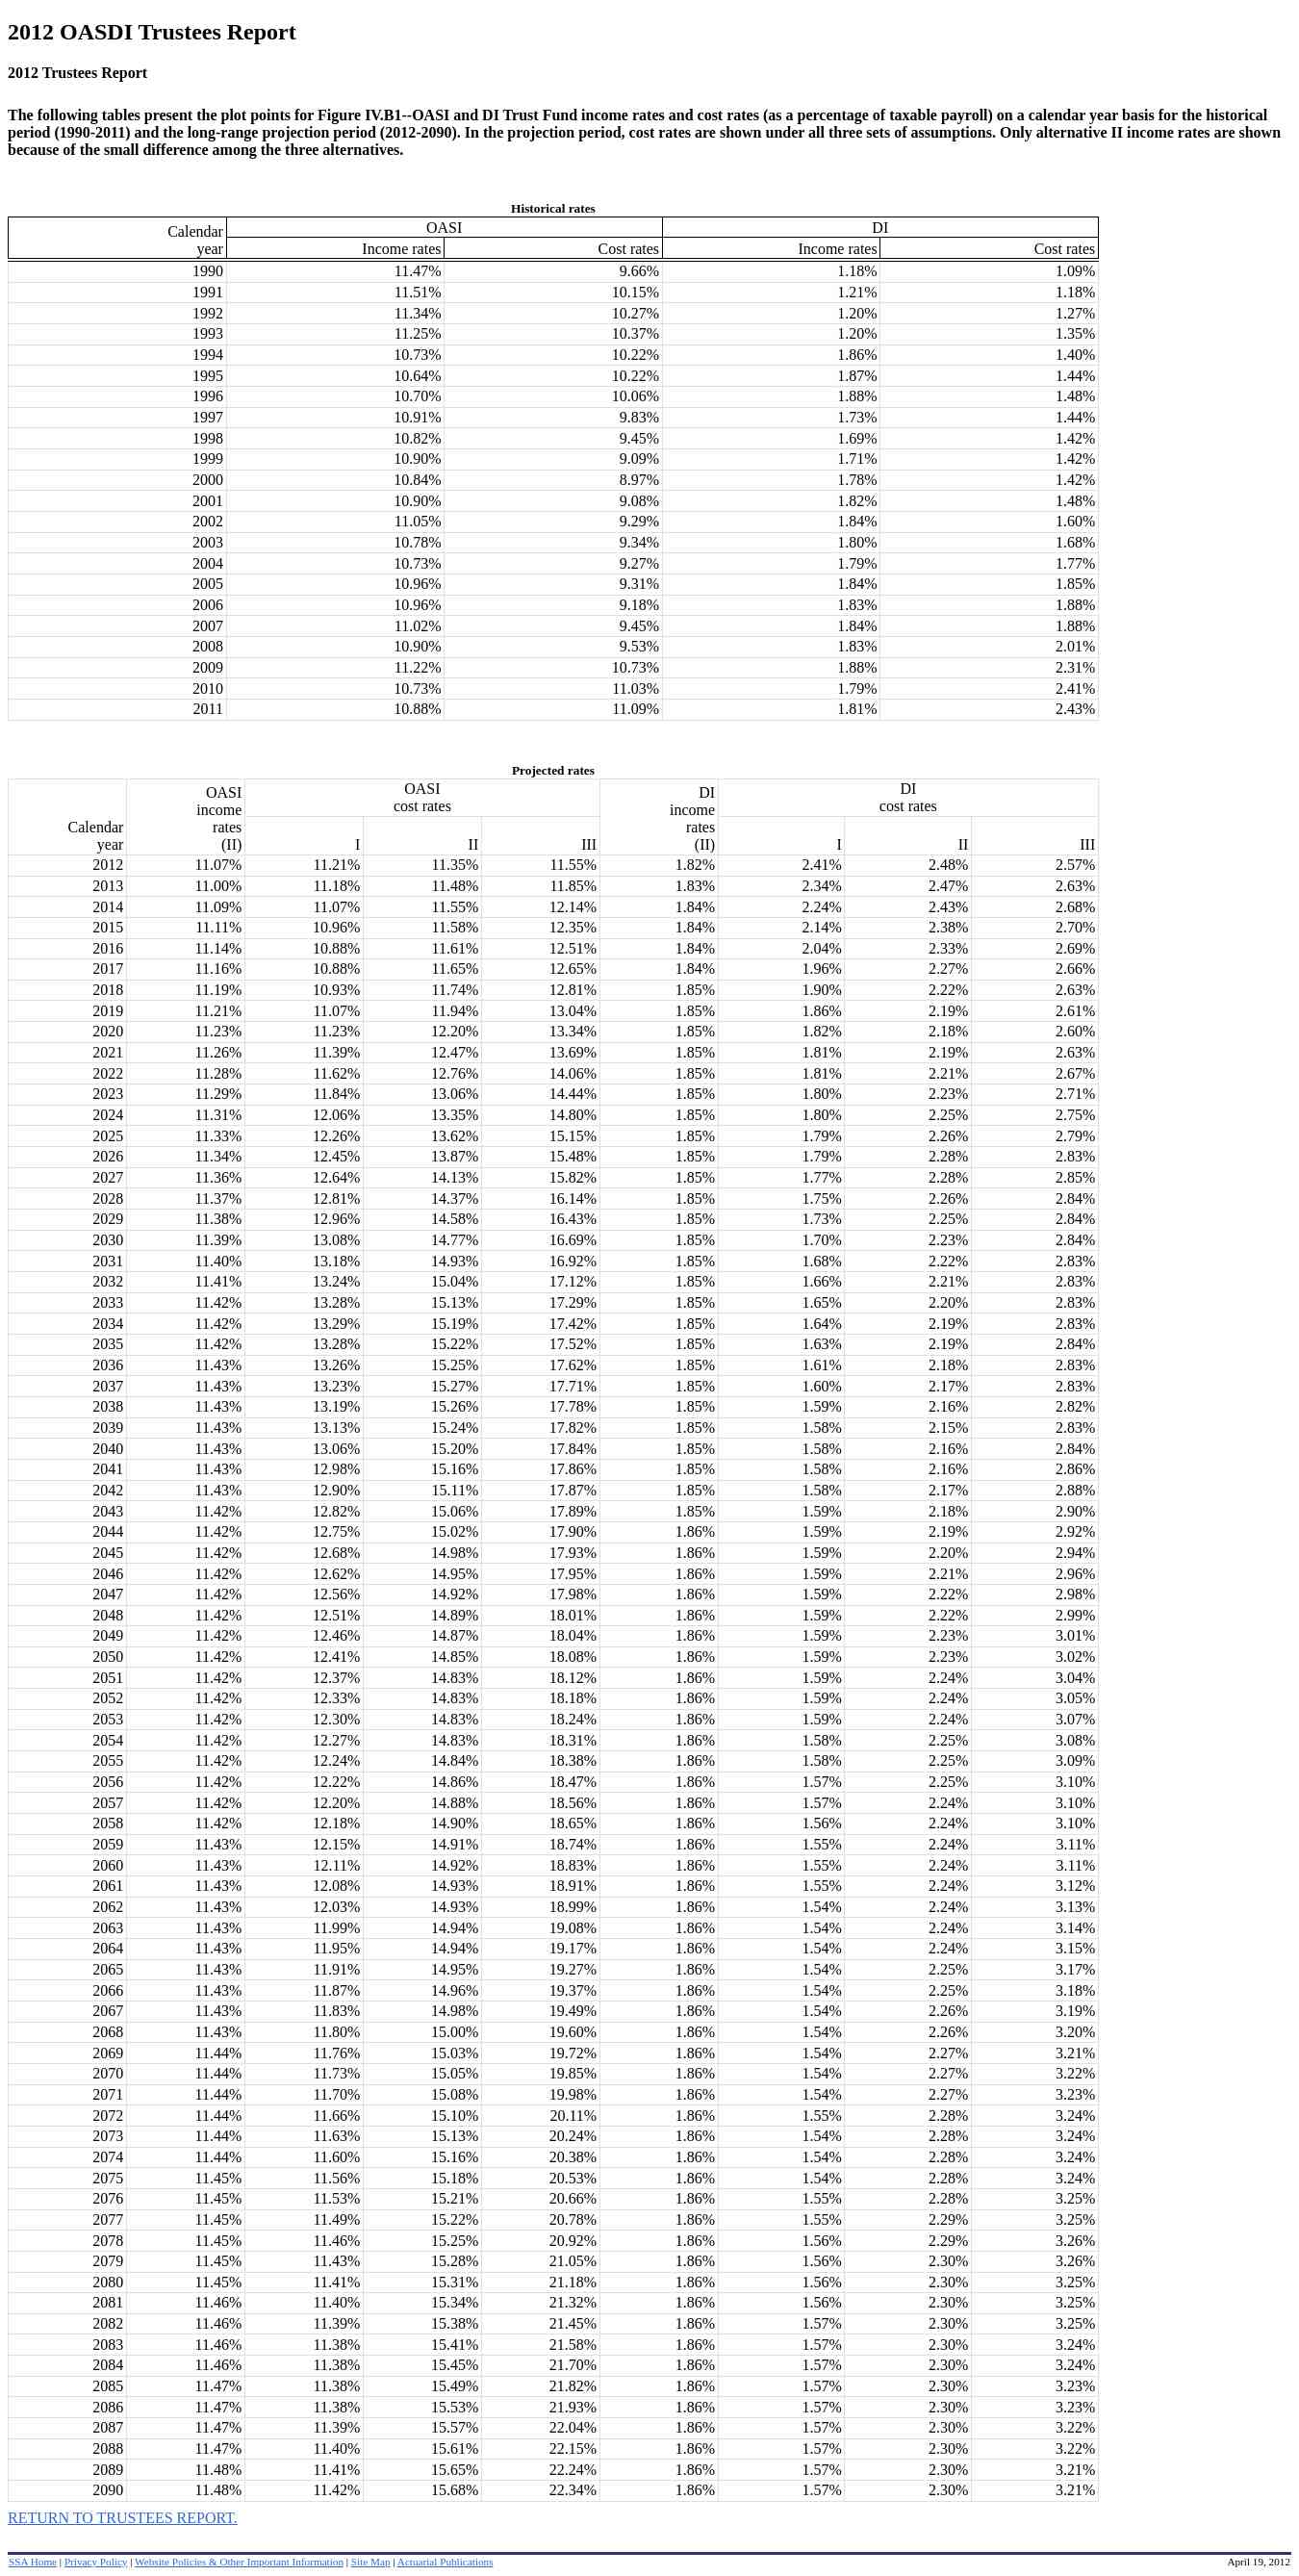 2012 OASDI Trustees Report
2012 Trustees Report
The following tables present the plot points for Figure IV.B1--OASI and DI Trust Fund income rates and cost rates (as a percentage of taxable payroll) on a calendar year basis for the historical
period (1990-2011) and the long-range projection period (2012-2090). In the projection period, cost rates are shown under all three sets of assumptions. Only alternative II income rates are shown
because of the small difference among the three alternatives.
Historical rates
Calendar year OASI DI
Income rates Cost rates Income rates Cost rates
1990 11.47% 9.66% 1.18% 1.09%
1991 11.51% 10.15% 1.21% 1.18%
1992 11.34% 10.27% 1.20% 1.27%
1993 11.25% 10.37% 1.20% 1.35%
1994 10.73% 10.22% 1.86% 1.40%
1995 10.64% 10.22% 1.87% 1.44%
1996 10.70% 10.06% 1.88% 1.48%
1997 10.91% 9.83% 1.73% 1.44%
1998 10.82% 9.45% 1.69% 1.42%
1999 10.90% 9.09% 1.71% 1.42%
2000 10.84% 8.97% 1.78% 1.42%
2001 10.90% 9.08% 1.82% 1.48%
2002 11.05% 9.29% 1.84% 1.60%
2003 10.78% 9.34% 1.80% 1.68%
2004 10.73% 9.27% 1.79% 1.77%
2005 10.96% 9.31% 1.84% 1.85%
2006 10.96% 9.18% 1.83% 1.88%
2007 11.02% 9.45% 1.84% 1.88%
2008 10.90% 9.53% 1.83% 2.01%
2009 11.22% 10.73% 1.88% 2.31%
2010 10.73% 11.03% 1.79% 2.41%
2011 10.88% 11.09% 1.81% 2.43%
Projected rates
Calendar year OASI income rates (II) OASI cost rates DI income rates (II) DI cost rates
I II III I II III
2012 11.07% 11.21% 11.35% 11.55% 1.82% 2.41% 2.48% 2.57%
2013 11.00% 11.18% 11.48% 11.85% 1.83% 2.34% 2.47% 2.63%
2014 11.09% 11.07% 11.55% 12.14% 1.84% 2.24% 2.43% 2.68%
2015 11.11% 10.96% 11.58% 12.35% 1.84% 2.14% 2.38% 2.70%
2016 11.14% 10.88% 11.61% 12.51% 1.84% 2.04% 2.33% 2.69%
2017 11.16% 10.88% 11.65% 12.65% 1.84% 1.96% 2.27% 2.66%
2018 11.19% 10.93% 11.74% 12.81% 1.85% 1.90% 2.22% 2.63%
2019 11.21% 11.07% 11.94% 13.04% 1.85% 1.86% 2.19% 2.61%
2020 11.23% 11.23% 12.20% 13.34% 1.85% 1.82% 2.18% 2.60%
2021 11.26% 11.39% 12.47% 13.69% 1.85% 1.81% 2.19% 2.63%
2022 11.28% 11.62% 12.76% 14.06% 1.85% 1.81% 2.21% 2.67%
2023 11.29% 11.84% 13.06% 14.44% 1.85% 1.80% 2.23% 2.71%
2024 11.31% 12.06% 13.35% 14.80% 1.85% 1.80% 2.25% 2.75%
2025 11.33% 12.26% 13.62% 15.15% 1.85% 1.79% 2.26% 2.79%
2026 11.34% 12.45% 13.87% 15.48% 1.85% 1.79% 2.28% 2.83%
2027 11.36% 12.64% 14.13% 15.82% 1.85% 1.77% 2.28% 2.85%
2028 11.37% 12.81% 14.37% 16.14% 1.85% 1.75% 2.26% 2.84%
2029 11.38% 12.96% 14.58% 16.43% 1.85% 1.73% 2.25% 2.84%
2030 11.39% 13.08% 14.77% 16.69% 1.85% 1.70% 2.23% 2.84%
2031 11.40% 13.18% 14.93% 16.92% 1.85% 1.68% 2.22% 2.83%
2032 11.41% 13.24% 15.04% 17.12% 1.85% 1.66% 2.21% 2.83%
2033 11.42% 13.28% 15.13% 17.29% 1.85% 1.65% 2.20% 2.83%
2034 11.42% 13.29% 15.19% 17.42% 1.85% 1.64% 2.19% 2.83%
2035 11.42% 13.28% 15.22% 17.52% 1.85% 1.63% 2.19% 2.84%
2036 11.43% 13.26% 15.25% 17.62% 1.85% 1.61% 2.18% 2.83%
2037 11.43% 13.23% 15.27% 17.71% 1.85% 1.60% 2.17% 2.83%
2038 11.43% 13.19% 15.26% 17.78% 1.85% 1.59% 2.16% 2.82%
2039 11.43% 13.13% 15.24% 17.82% 1.85% 1.58% 2.15% 2.83%
2040 11.43% 13.06% 15.20% 17.84% 1.85% 1.58% 2.16% 2.84%
2041 11.43% 12.98% 15.16% 17.86% 1.85% 1.58% 2.16% 2.86%
2042 11.43% 12.90% 15.11% 17.87% 1.85% 1.58% 2.17% 2.88%
2043 11.42% 12.82% 15.06% 17.89% 1.85% 1.59% 2.18% 2.90%
2044 11.42% 12.75% 15.02% 17.90% 1.86% 1.59% 2.19% 2.92%
2045 11.42% 12.68% 14.98% 17.93% 1.86% 1.59% 2.20% 2.94%
2046 11.42% 12.62% 14.95% 17.95% 1.86% 1.59% 2.21% 2.96%
2047 11.42% 12.56% 14.92% 17.98% 1.86% 1.59% 2.22% 2.98%
2048 11.42% 12.51% 14.89% 18.01% 1.86% 1.59% 2.22% 2.99%
2049 11.42% 12.46% 14.87% 18.04% 1.86% 1.59% 2.23% 3.01%
2050 11.42% 12.41% 14.85% 18.08% 1.86% 1.59% 2.23% 3.02%
2051 11.42% 12.37% 14.83% 18.12% 1.86% 1.59% 2.24% 3.04%
2052 11.42% 12.33% 14.83% 18.18% 1.86% 1.59% 2.24% 3.05%
2053 11.42% 12.30% 14.83% 18.24% 1.86% 1.59% 2.24% 3.07%
2054 11.42% 12.27% 14.83% 18.31% 1.86% 1.58% 2.25% 3.08%
2055 11.42% 12.24% 14.84% 18.38% 1.86% 1.58% 2.25% 3.09%
2056 11.42% 12.22% 14.86% 18.47% 1.86% 1.57% 2.25% 3.10%
2057 11.42% 12.20% 14.88% 18.56% 1.86% 1.57% 2.24% 3.10%
2058 11.42% 12.18% 14.90% 18.65% 1.86% 1.56% 2.24% 3.10%
2059 11.43% 12.15% 14.91% 18.74% 1.86% 1.55% 2.24% 3.11%
2060 11.43% 12.11% 14.92% 18.83% 1.86% 1.55% 2.24% 3.11%
2061 11.43% 12.08% 14.93% 18.91% 1.86% 1.55% 2.24% 3.12%
2062 11.43% 12.03% 14.93% 18.99% 1.86% 1.54% 2.24% 3.13%
2063 11.43% 11.99% 14.94% 19.08% 1.86% 1.54% 2.24% 3.14%
2064 11.43% 11.95% 14.94% 19.17% 1.86% 1.54% 2.24% 3.15%
2065 11.43% 11.91% 14.95% 19.27% 1.86% 1.54% 2.25% 3.17%
2066 11.43% 11.87% 14.96% 19.37% 1.86% 1.54% 2.25% 3.18%
2067 11.43% 11.83% 14.98% 19.49% 1.86% 1.54% 2.26% 3.19%
2068 11.43% 11.80% 15.00% 19.60% 1.86% 1.54% 2.26% 3.20%
2069 11.44% 11.76% 15.03% 19.72% 1.86% 1.54% 2.27% 3.21%
2070 11.44% 11.73% 15.05% 19.85% 1.86% 1.54% 2.27% 3.22%
2071 11.44% 11.70% 15.08% 19.98% 1.86% 1.54% 2.27% 3.23%
2072 11.44% 11.66% 15.10% 20.11% 1.86% 1.55% 2.28% 3.24%
2073 11.44% 11.63% 15.13% 20.24% 1.86% 1.54% 2.28% 3.24%
2074 11.44% 11.60% 15.16% 20.38% 1.86% 1.54% 2.28% 3.24%
2075 11.45% 11.56% 15.18% 20.53% 1.86% 1.54% 2.28% 3.24%
2076 11.45% 11.53% 15.21% 20.66% 1.86% 1.55% 2.28% 3.25%
2077 11.45% 11.49% 15.22% 20.78% 1.86% 1.55% 2.29% 3.25%
2078 11.45% 11.46% 15.25% 20.92% 1.86% 1.56% 2.29% 3.26%
2079 11.45% 11.43% 15.28% 21.05% 1.86% 1.56% 2.30% 3.26%
2080 11.45% 11.41% 15.31% 21.18% 1.86% 1.56% 2.30% 3.25%
2081 11.46% 11.40% 15.34% 21.32% 1.86% 1.56% 2.30% 3.25%
2082 11.46% 11.39% 15.38% 21.45% 1.86% 1.57% 2.30% 3.25%
2083 11.46% 11.38% 15.41% 21.58% 1.86% 1.57% 2.30% 3.24%
2084 11.46% 11.38% 15.45% 21.70% 1.86% 1.57% 2.30% 3.24%
2085 11.47% 11.38% 15.49% 21.82% 1.86% 1.57% 2.30% 3.23%
2086 11.47% 11.38% 15.53% 21.93% 1.86% 1.57% 2.30% 3.23%
2087 11.47% 11.39% 15.57% 22.04% 1.86% 1.57% 2.30% 3.22%
2088 11.47% 11.40% 15.61% 22.15% 1.86% 1.57% 2.30% 3.22%
2089 11.48% 11.41% 15.65% 22.24% 1.86% 1.57% 2.30% 3.21%
2090 11.48% 11.42% 15.68% 22.34% 1.86% 1.57% 2.30% 3.21%
RETURN TO TRUSTEES REPORT.
SSA Home | Privacy Policy | Website Policies & Other Important Information | Site Map | Actuarial Publications April 19, 2012